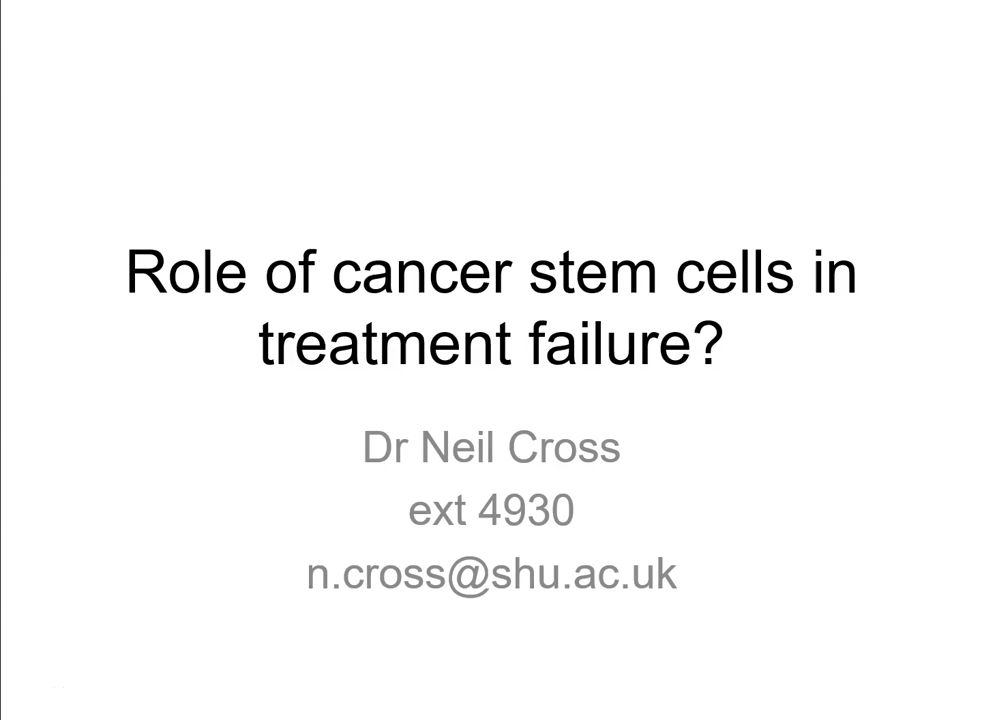 Role of cancer stem cells in
treatment failure?
Dr Neil Cross
ext 4930
n.cross@shu.ac.uk